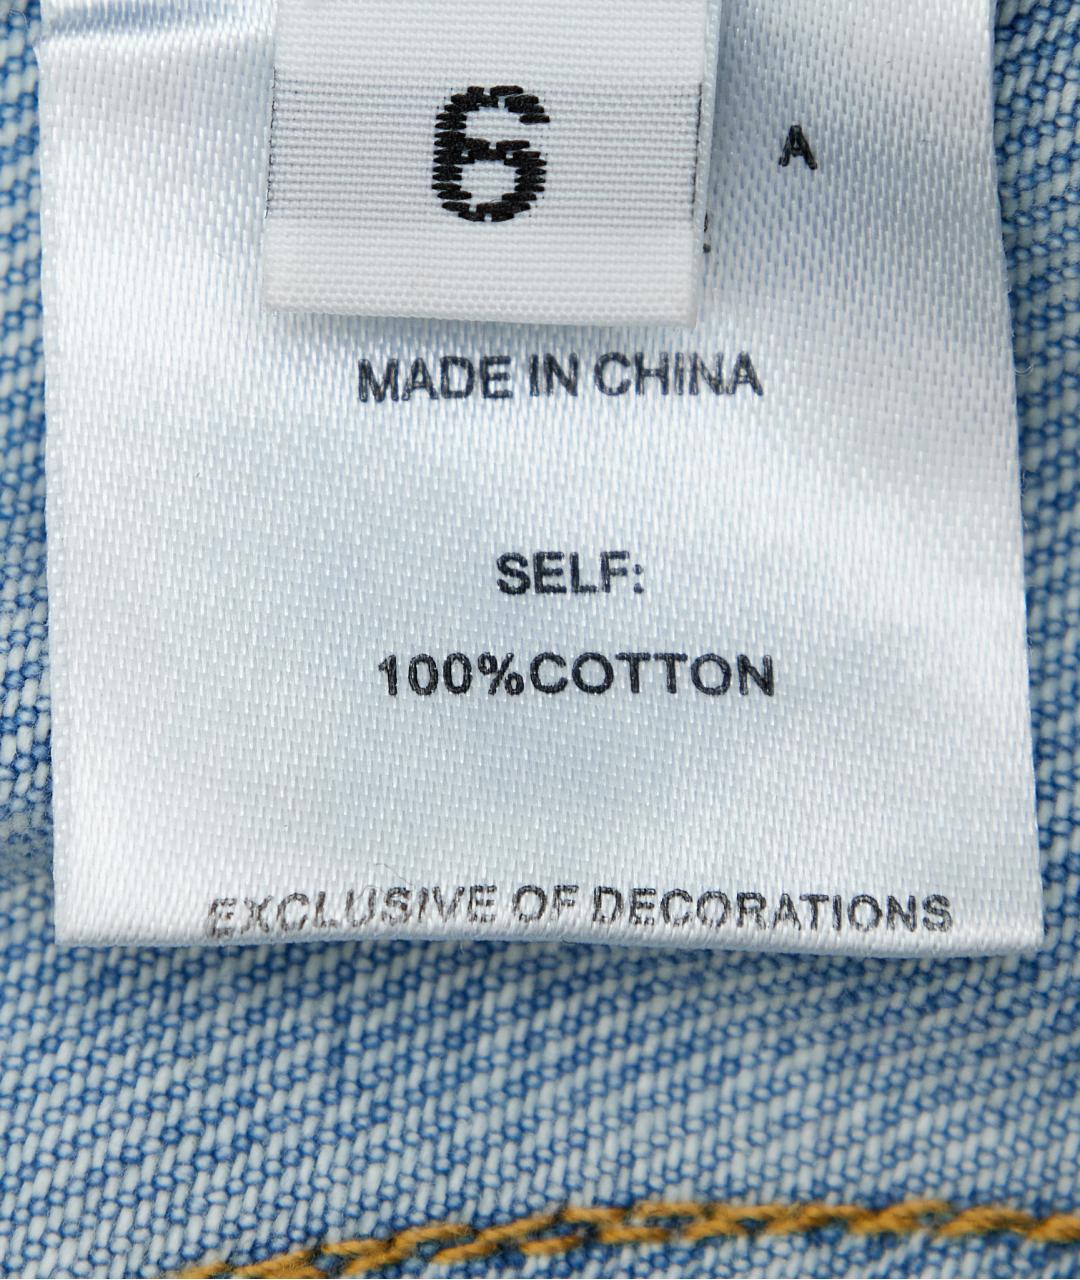 6
A
MADE IN CHINA
SELF:
100%COTTON
EXCLUSIVE OF DECORATIONS